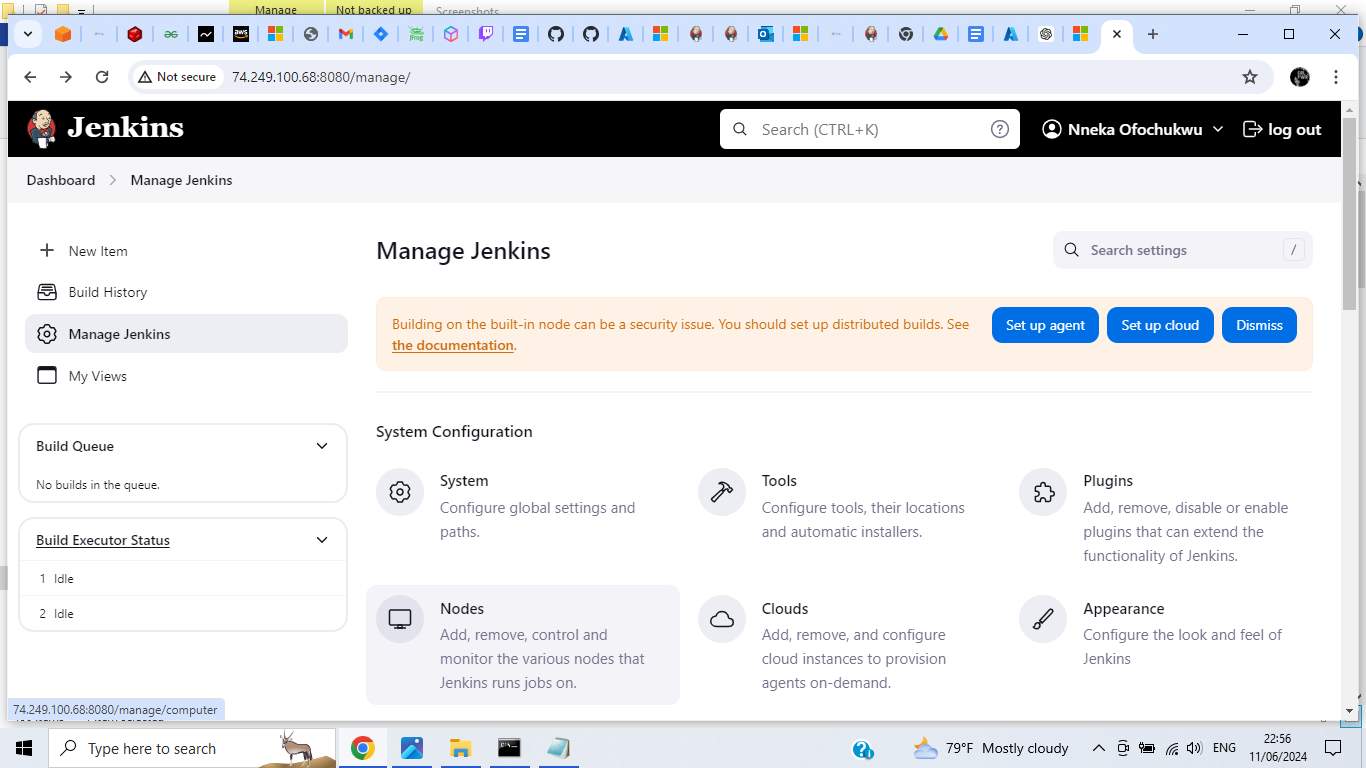 Manage
Not backed up
Screenshots
aws
Not secure
74.249.100.68:8080/manage/
Jenkins
Search (CTRL+K)
?
Nneka Ofochukwu
log out
Dashboard
Manage Jenkins
New Item
Build History
Manage Jenkins
My Views
Build Queue
No builds in the queue.
Build Executor Status
1 Idle
2 Idle
Manage Jenkins
Search settings
/
Building on the built-in node can be a security issue. You should set up distributed builds. See
the documentation.
Set up agent
Set up cloud
Dismiss
System Configuration
System
Configure global settings and
paths.
Tools
Configure tools, their locations
and automatic installers.
Plugins
Add, remove, disable or enable
plugins that can extend the
functionality of Jenkins.
Nodes
Add, remove, control and
monitor the various nodes that
Jenkins runs jobs on.
Clouds
Add, remove, and configure
cloud instances to provision
agents on-demand.
Appearance
Configure the look and feel of
Jenkins
74.249.100.68:8080/manage/computer
Type here to search
79°F Mostly cloudy
ENG
22:56
11/06/2024